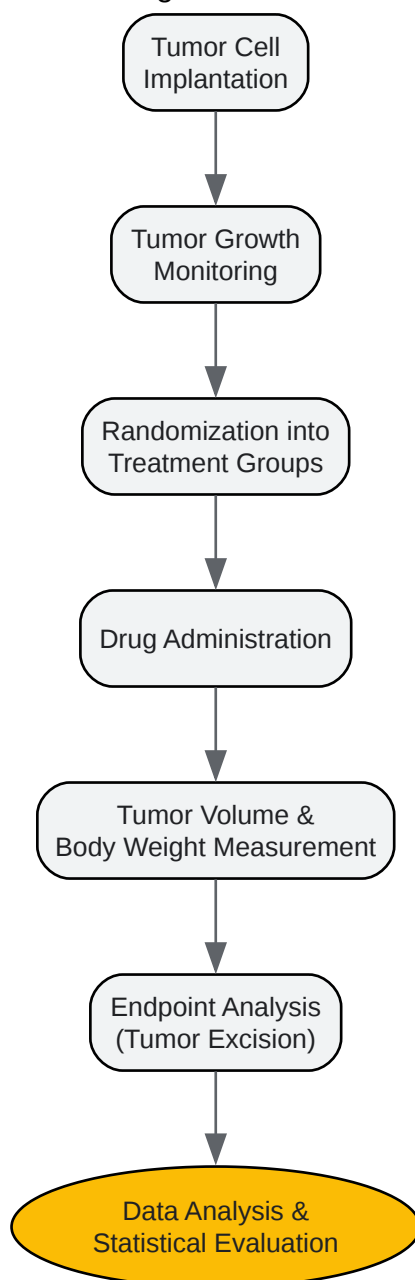 Tumor Cell
Implantation
Tumor Growth
Monitoring
Randomization into
Treatment Groups
Drug Administration
Tumor Volume &
Body Weight Measurement
Endpoint Analysis
(Tumor Excision)
Data Analysis &
Statistical Evaluation